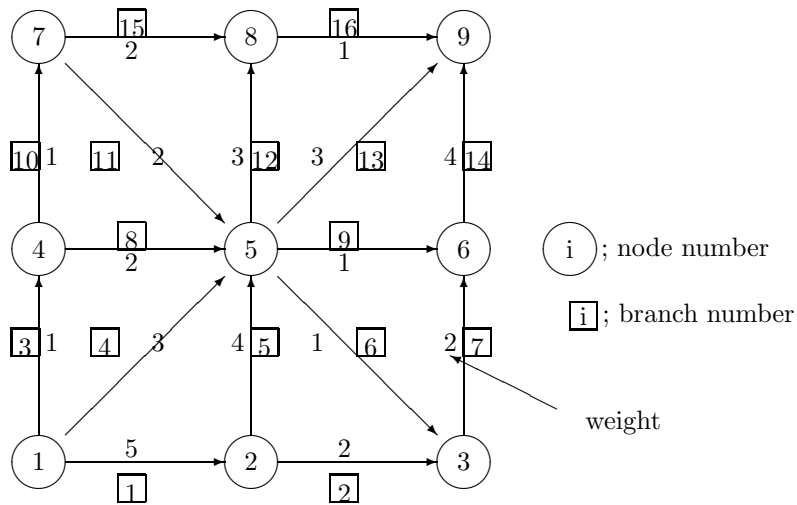 7 15 8 16 9
2 1
10 1 11 2 3 12 3 13 4 14
4 8 5 9 6 i ; node number
2 1
i ; branch number
3 1 4 3 4 5 1 6 2 7
weight
5 2
1 2 3
1 2